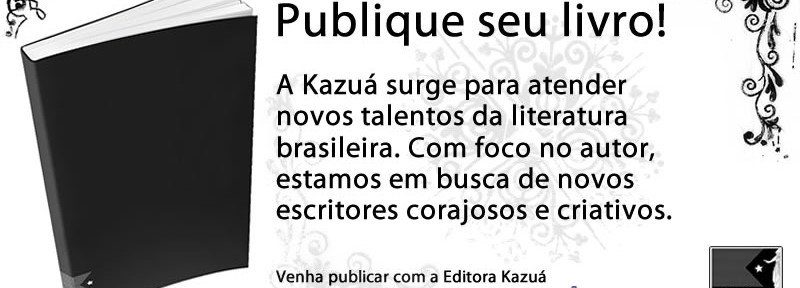 Publique seu livro!
A Kazuá surge para atender
novos talentos da literatura
brasileira. Com foco no autor,
estamos em busca de novos
escritores corajosos e criativos.
Venha publicar com a Editora Kazuá